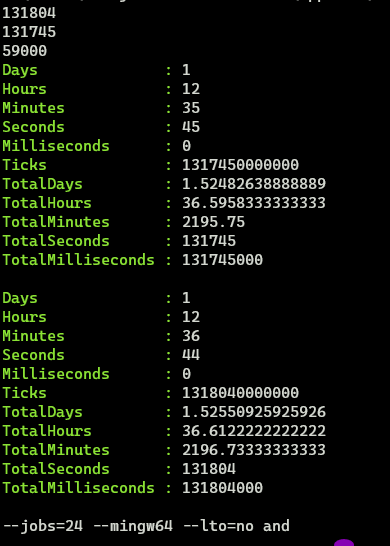 131804
131745
59000
Days : 1
Hours : 12
Minutes : 35
Seconds : 45
Milliseconds : 0
Ticks : 1317450000000
TotalDays : 1.52482638888889
TotalHours : 36.5958333333333
TotalMinutes : 2195.75
TotalSeconds : 131745
TotalMilliseconds : 131745000
Days : 1
Hours : 12
Minutes : 36
Seconds : 44
Milliseconds : 0
Ticks : 1318040000000
TotalDays : 1.52550925925926
TotalHours : 36.6122222222222
TotalMinutes : 2196.73333333333
TotalSeconds : 131804
TotalMilliseconds : 131804000
--jobs=24 --mingw64 --lto=no and